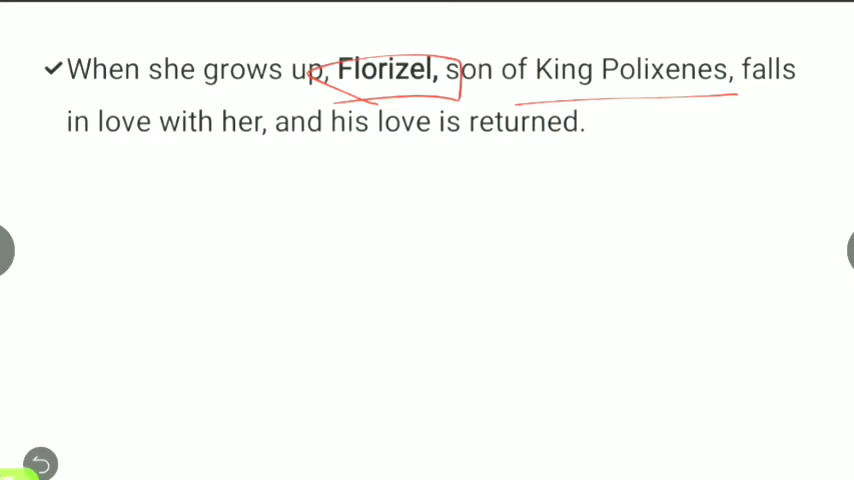 ✓When she grows up, Florizel, son of King Polixenes, falls
in love with her, and his love is returned.